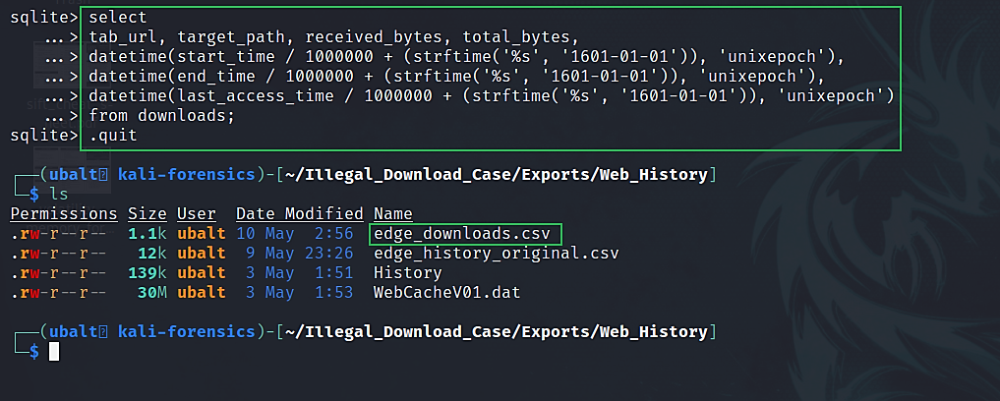 sqlite> select
...> tab_url, target_path, received_bytes, total_bytes,
...> datetime(start_time / 1000000 + (strftime('%s', '1601-01-01')), 'unixepoch'),
...> datetime(end_time / 1000000 + (strftime('%s', '1601-01-01')), 'unixepoch'),
...> datetime(last_access_time / 1000000 + (strftime('%s', '1601-01-01')), 'unixepoch')
...> from downloads;
sqlite> .quit
┌──(ubalt kali-forensics)-[~/Illegal_Download_Case/Exports/Web_History]
└─$ ls
Permissions Size User Date Modified Name
.rw-r--r-- 1.1k ubalt 10 May 2:56 edge_downloads.csv
.rw-r--r-- 12k ubalt 9 May 23:26 edge_history_original.csv
.rw-r--r-- 139k ubalt 3 May 1:51 History
.rw-r--r-- 30M ubalt 3 May 1:53 WebCacheV01.dat
┌──(ubalt kali-forensics)-[~/Illegal_Download_Case/Exports/Web_History]
└─$